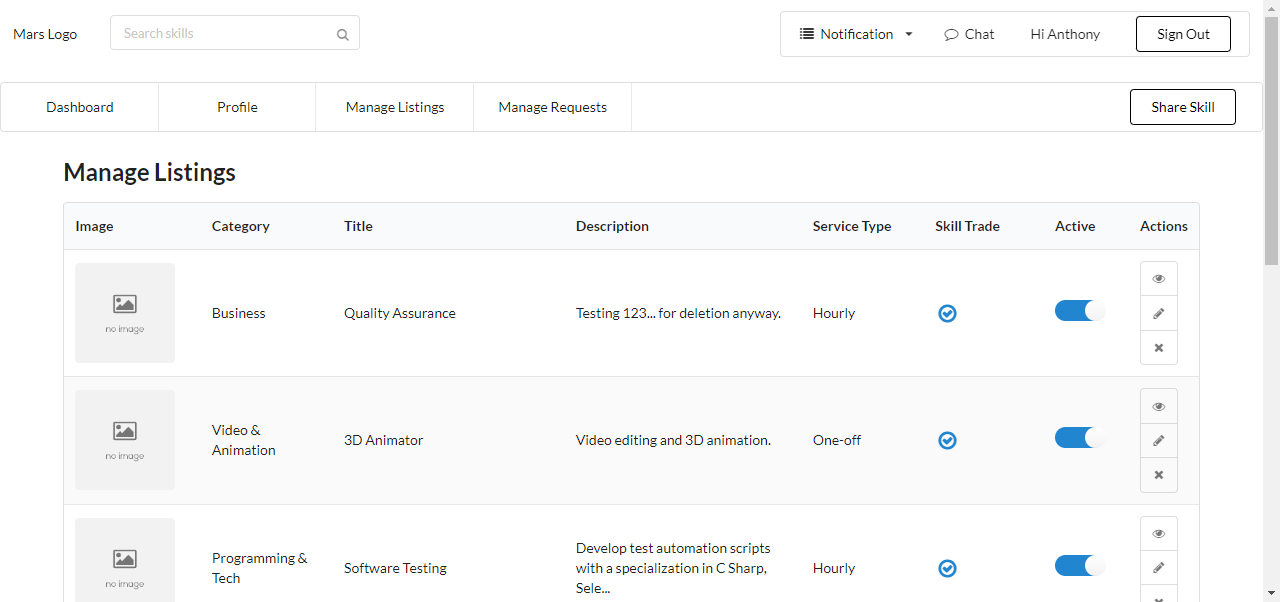 Mars Logo
Search skills
Notification
Chat
Hi Anthony
Sign Out
Dashboard
Profile
Manage Listings
Manage Requests
Share Skill
Manage Listings
Image
Category
Title
Description
Service Type
Skill Trade
Active
Actions
no image
Business
Quality Assurance
Testing 123... for deletion anyway.
Hourly
no image
Video &
Animation
3D Animator
Video editing and 3D animation.
One-off
no image
Programming &
Tech
Software Testing
Develop test automation scripts
with a specialization in C Sharp,
Sele...
Hourly